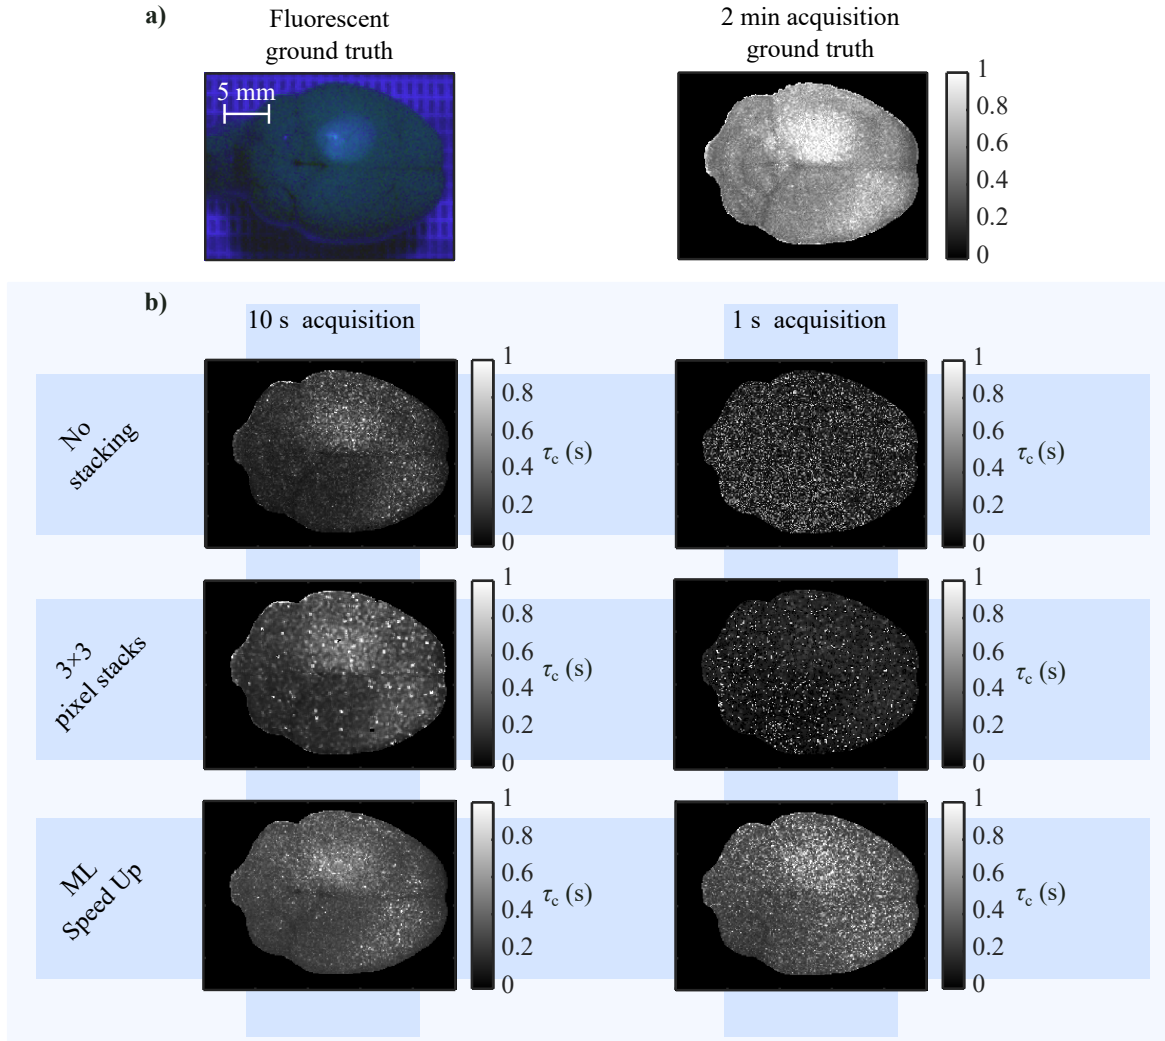 a)
Fluorescent
ground truth
2 min acquisition
ground truth
5 mm
1
0.8
0.6
0.4
0.2
0
b)
10 s acquisition
1 s acquisition
No
stacking
1
0.8
0.6
0.4
0.2
0
τc (s)
1
0.8
0.6
0.4
0.2
0
τc (s)
3×3
pixel stacks
1
0.8
0.6
0.4
0.2
0
τc (s)
1
0.8
0.6
0.4
0.2
0
τc (s)
ML
Speed Up
1
0.8
0.6
0.4
0.2
0
τc (s)
1
0.8
0.6
0.4
0.2
0
τc (s)